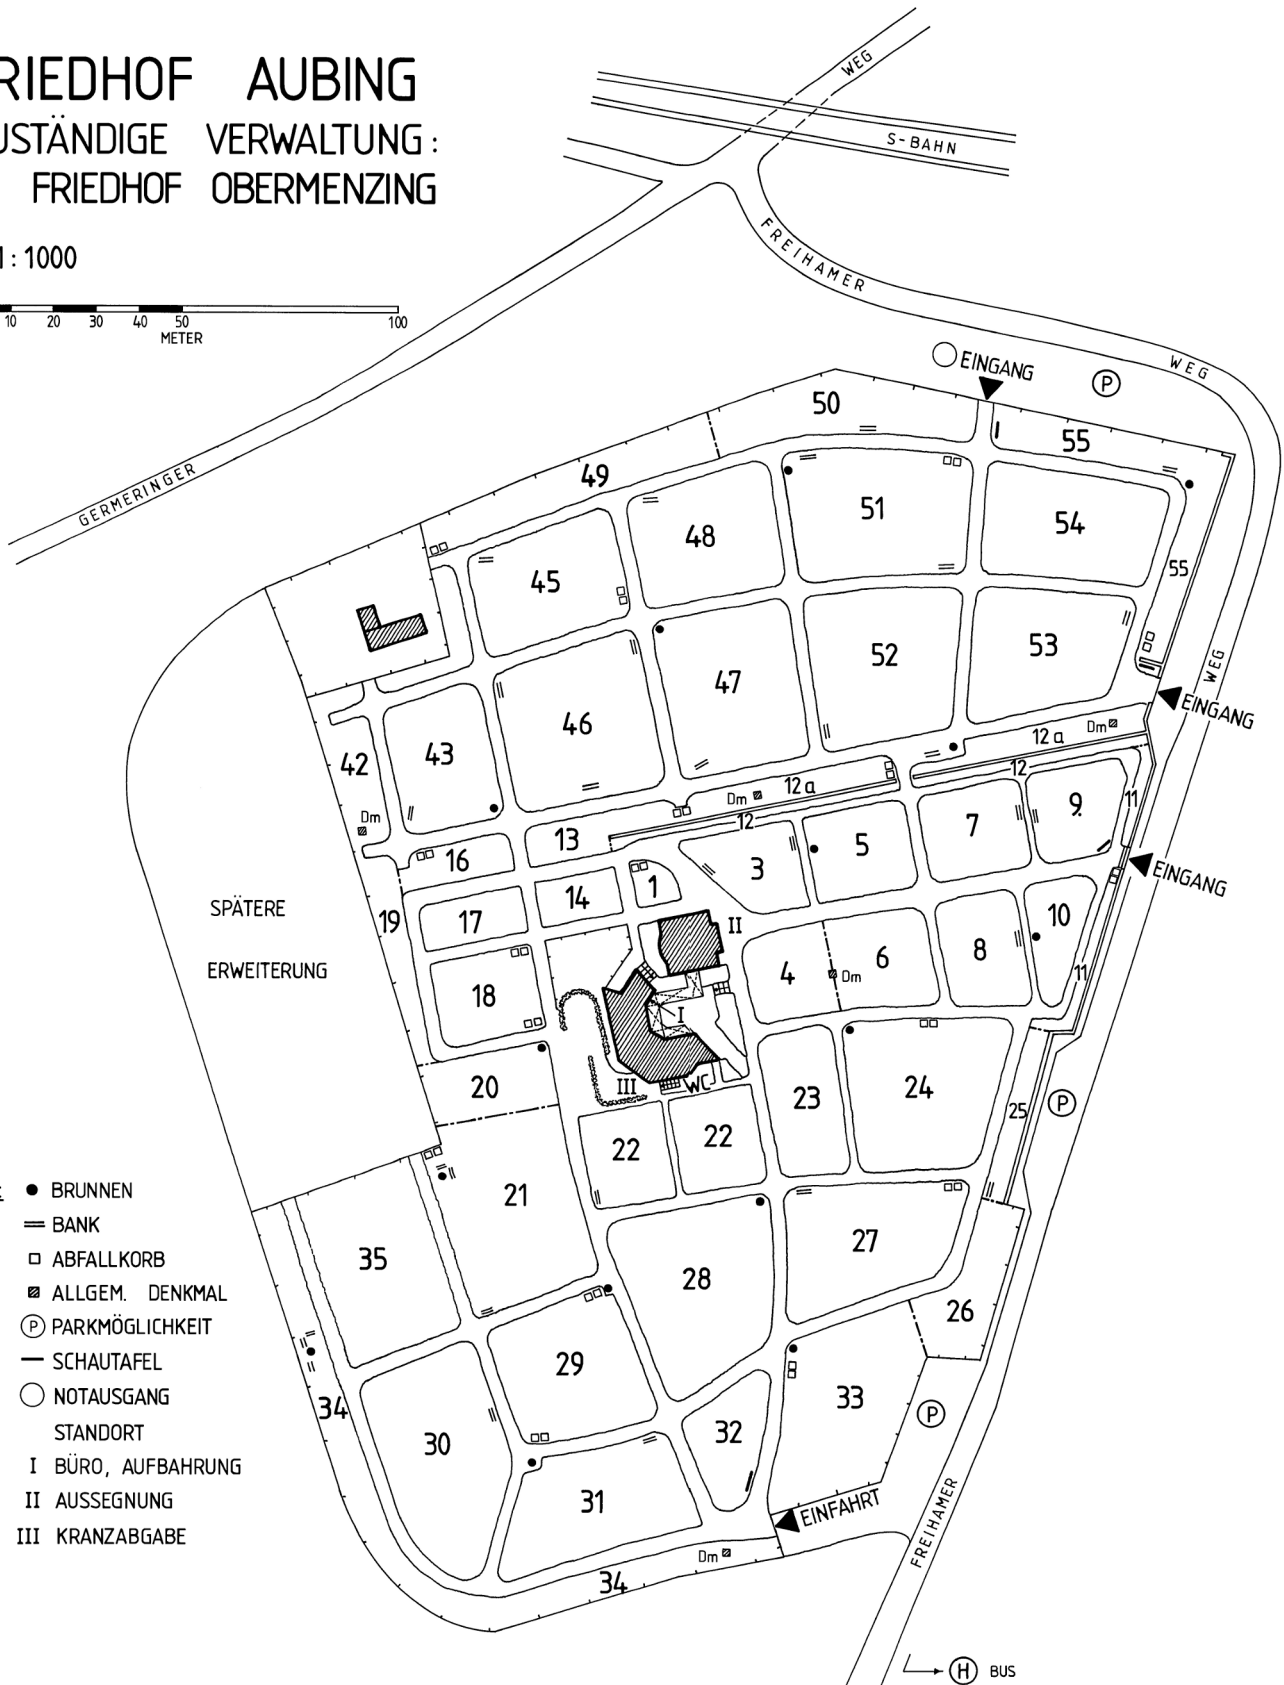 RIEDHOF AUBING
USTÄNDIGE VERWALTUNG:
FRIEDHOF OBERMENZING
1:1000
10 20 30 40 50 100
METER
WEG
S-BAHN
FREIHAMER
WEG
GERMERINGER
EINGANG
P
50
55
49
51
48
54
45
55
52
53
47
46
WEG
EINGANG
43
42
Dm
12a
Dm
12a
12
Dm
12
13
16
11
9
7
5
3
EINGANG
1
14
17
19
10
II
SPÄTERE
ERWEITERUNG
4
6
Dm
8
11
18
I
20
III
WC
23
24
25
P
22
22
21
35
27
28
26
29
33
P
34
30
32
31
EINFAHRT
Dm
34
FREIHAMER
H BUS
BRUNNEN
BANK
ABFALLKORB
ALLGEM. DENKMAL
P PARKMÖGLICHKEIT
SCHAUTAFEL
NOTAUSGANG
STANDORT
I BÜRO, AUFBAHRUNG
II AUSSEGNUNG
III KRANZABGABE